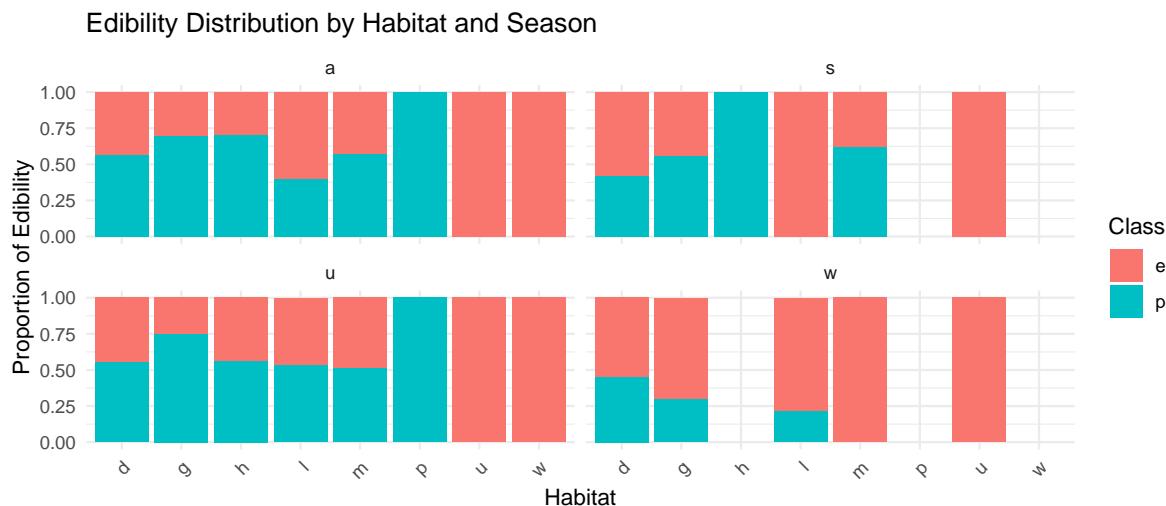 Edibility Distribution by Habitat and Season
a
s
1.00
0.75
0.50
0.25
0.00
u
w
1.00
0.75
0.50
0.25
0.00
d g h l m p u w
d g h l m p u w
Habitat
Proportion of Edibility
Class
e
p